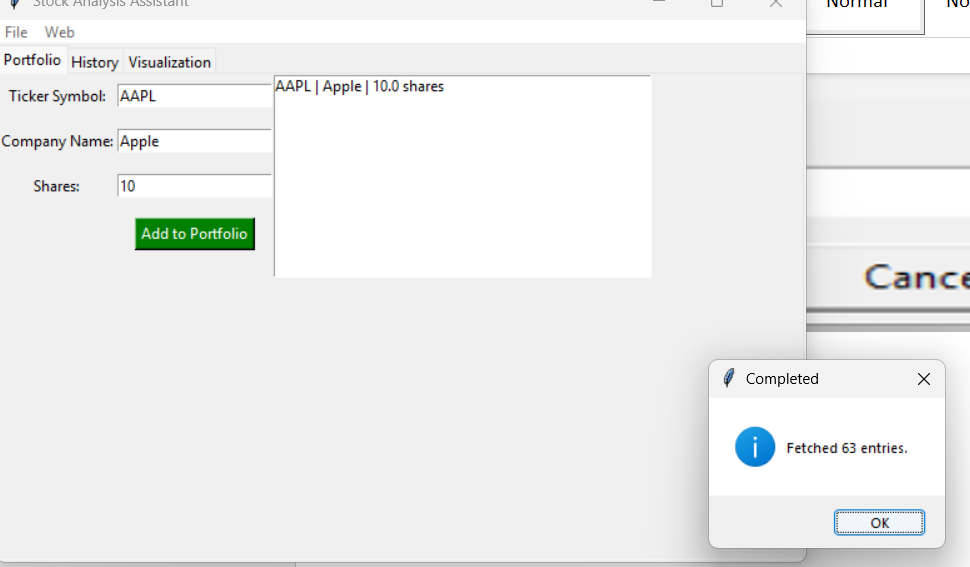 Stock Analysis Assistant
Normal
No
File Web
Portfolio History Visualization
Ticker Symbol: AAPL
AAPL | Apple | 10.0 shares
Company Name: Apple
Shares: 10
Add to Portfolio
Cance
Completed
Fetched 63 entries.
OK